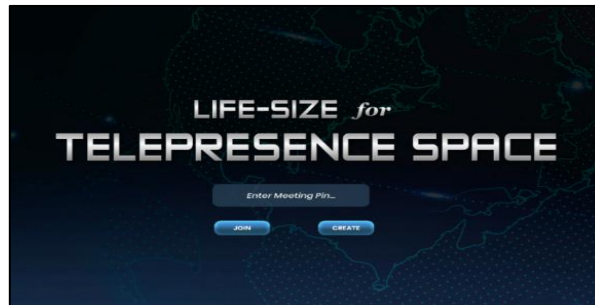 LIFE-SIZE for
TELEPRESENCE SPACE
Enter Meeting Pin...
JOIN CREATE